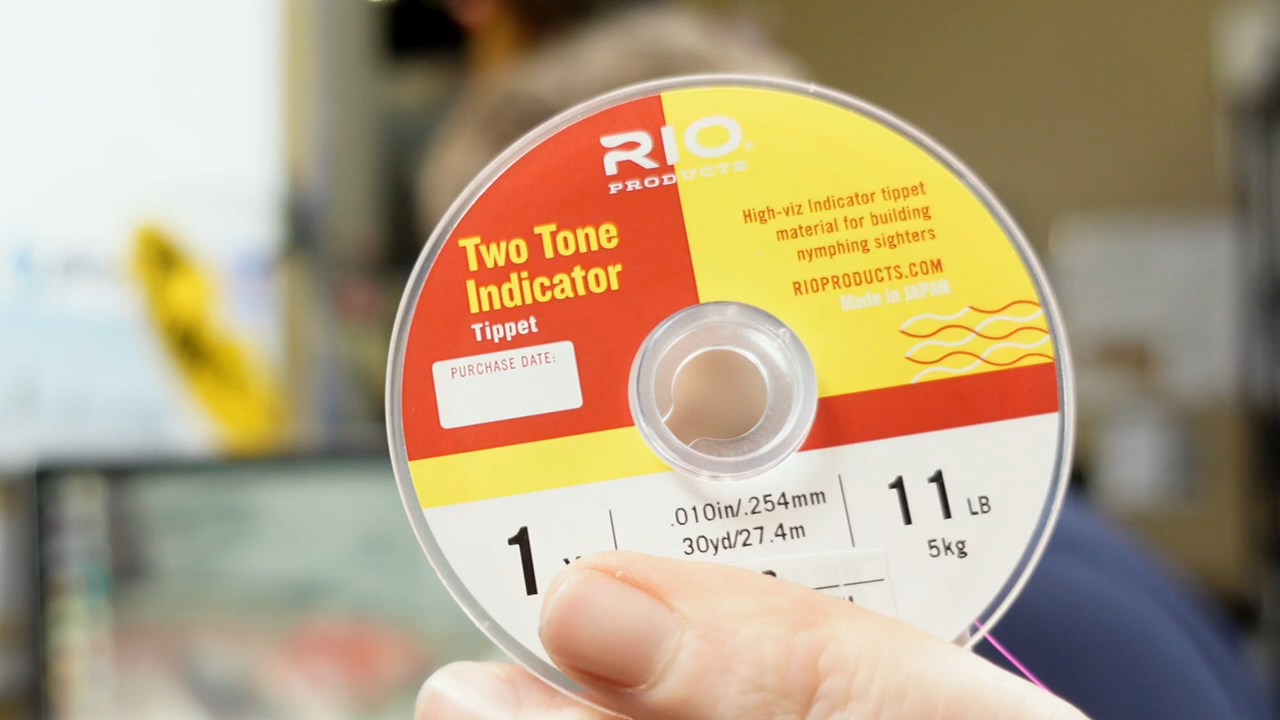 RIO
PRODUCTS
Two Tone
Indicator
Tippet
PURCHASE DATE:
High-viz Indicator tippet
material for building
nymphing sighters
RIOPRODUCTS.COM
Made in JAPAN
1
.010in/.254mm
30yd/27.4m
11 LB
5kg